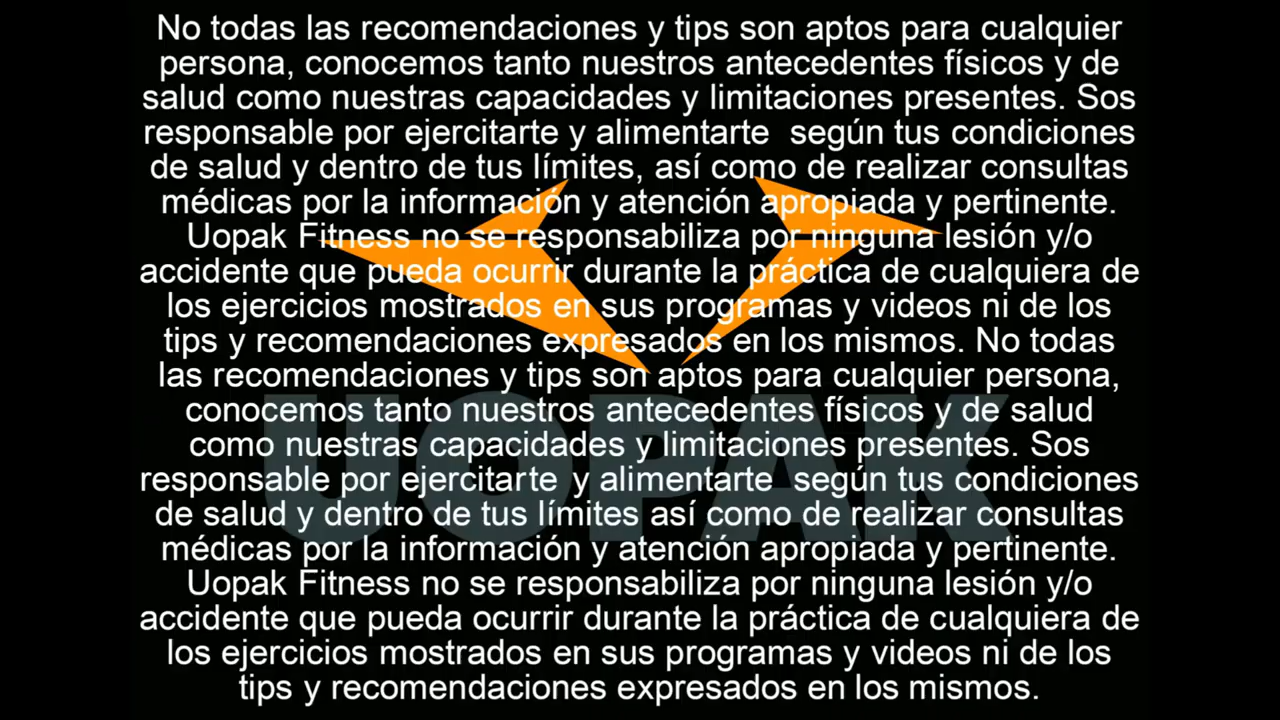 No todas las recomendaciones y tips son aptos para cualquier
persona, conocemos tanto nuestros antecedentes físicos y de
salud como nuestras capacidades y limitaciones presentes. Sos
responsable por ejercitarte y alimentarte  según tus condiciones
de salud y dentro de tus límites, así como de realizar consultas
médicas por la información y atención apropiada y pertinente.
Uopak Fitness no se responsabiliza por ninguna lesión y/o
accidente que pueda ocurrir durante la práctica de cualquiera de
los ejercicios mostrados en sus programas y videos ni de los
tips y recomendaciones expresados en los mismos. No todas
las recomendaciones y tips son aptos para cualquier persona,
conocemos tanto nuestros antecedentes físicos y de salud
como nuestras capacidades y limitaciones presentes. Sos
responsable por ejercitarte y alimentarte  según tus condiciones
de salud y dentro de tus límites así como de realizar consultas
médicas por la información y atención apropiada y pertinente.
Uopak Fitness no se responsabiliza por ninguna lesión y/o
accidente que pueda ocurrir durante la práctica de cualquiera de
los ejercicios mostrados en sus programas y videos ni de los
tips y recomendaciones expresados en los mismos.
UOPAK